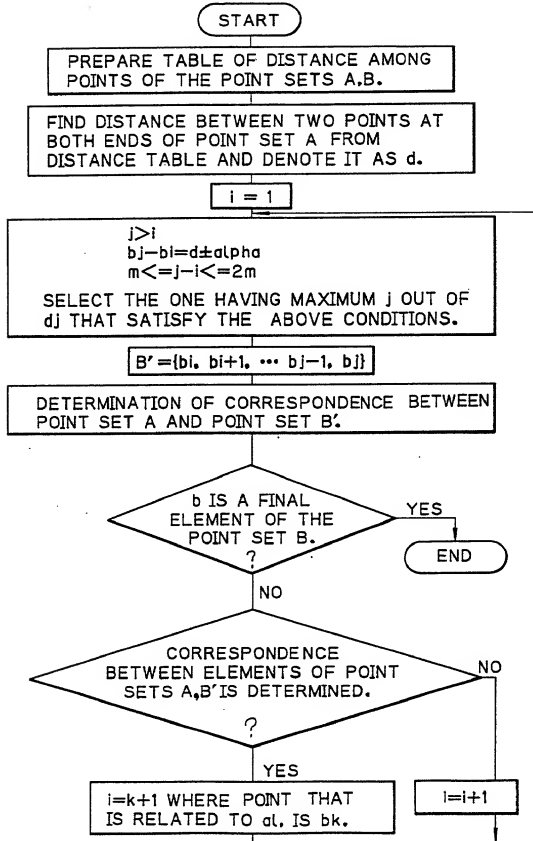 START
PREPARE TABLE OF DISTANCE AMONG
POINTS OF THE POINT SETS A,B.
FIND DISTANCE BETWEEN TWO POINTS AT
BOTH ENDS OF POINT SET A FROM
DISTANCE TABLE AND DENOTE IT AS d.
i = 1
j>i
bj-bi=d±alpha
m<=j-i<=2m
SELECT THE ONE HAVING MAXIMUM j OUT OF
dj THAT SATISFY THE ABOVE CONDITIONS.
B'={bi, bi+1, ... bj-1, bj}
DETERMINATION OF CORRESPONDENCE BETWEEN
POINT SET A AND POINT SET B'.
b IS A FINAL
ELEMENT OF THE
POINT SET B.
?
YES
END
NO
CORRESPONDENCE
BETWEEN ELEMENTS OF POINT
SETS A,B' IS DETERMINED.
?
NO
YES
i=k+1 WHERE POINT THAT
IS RELATED TO al, IS bk.
i=i+1